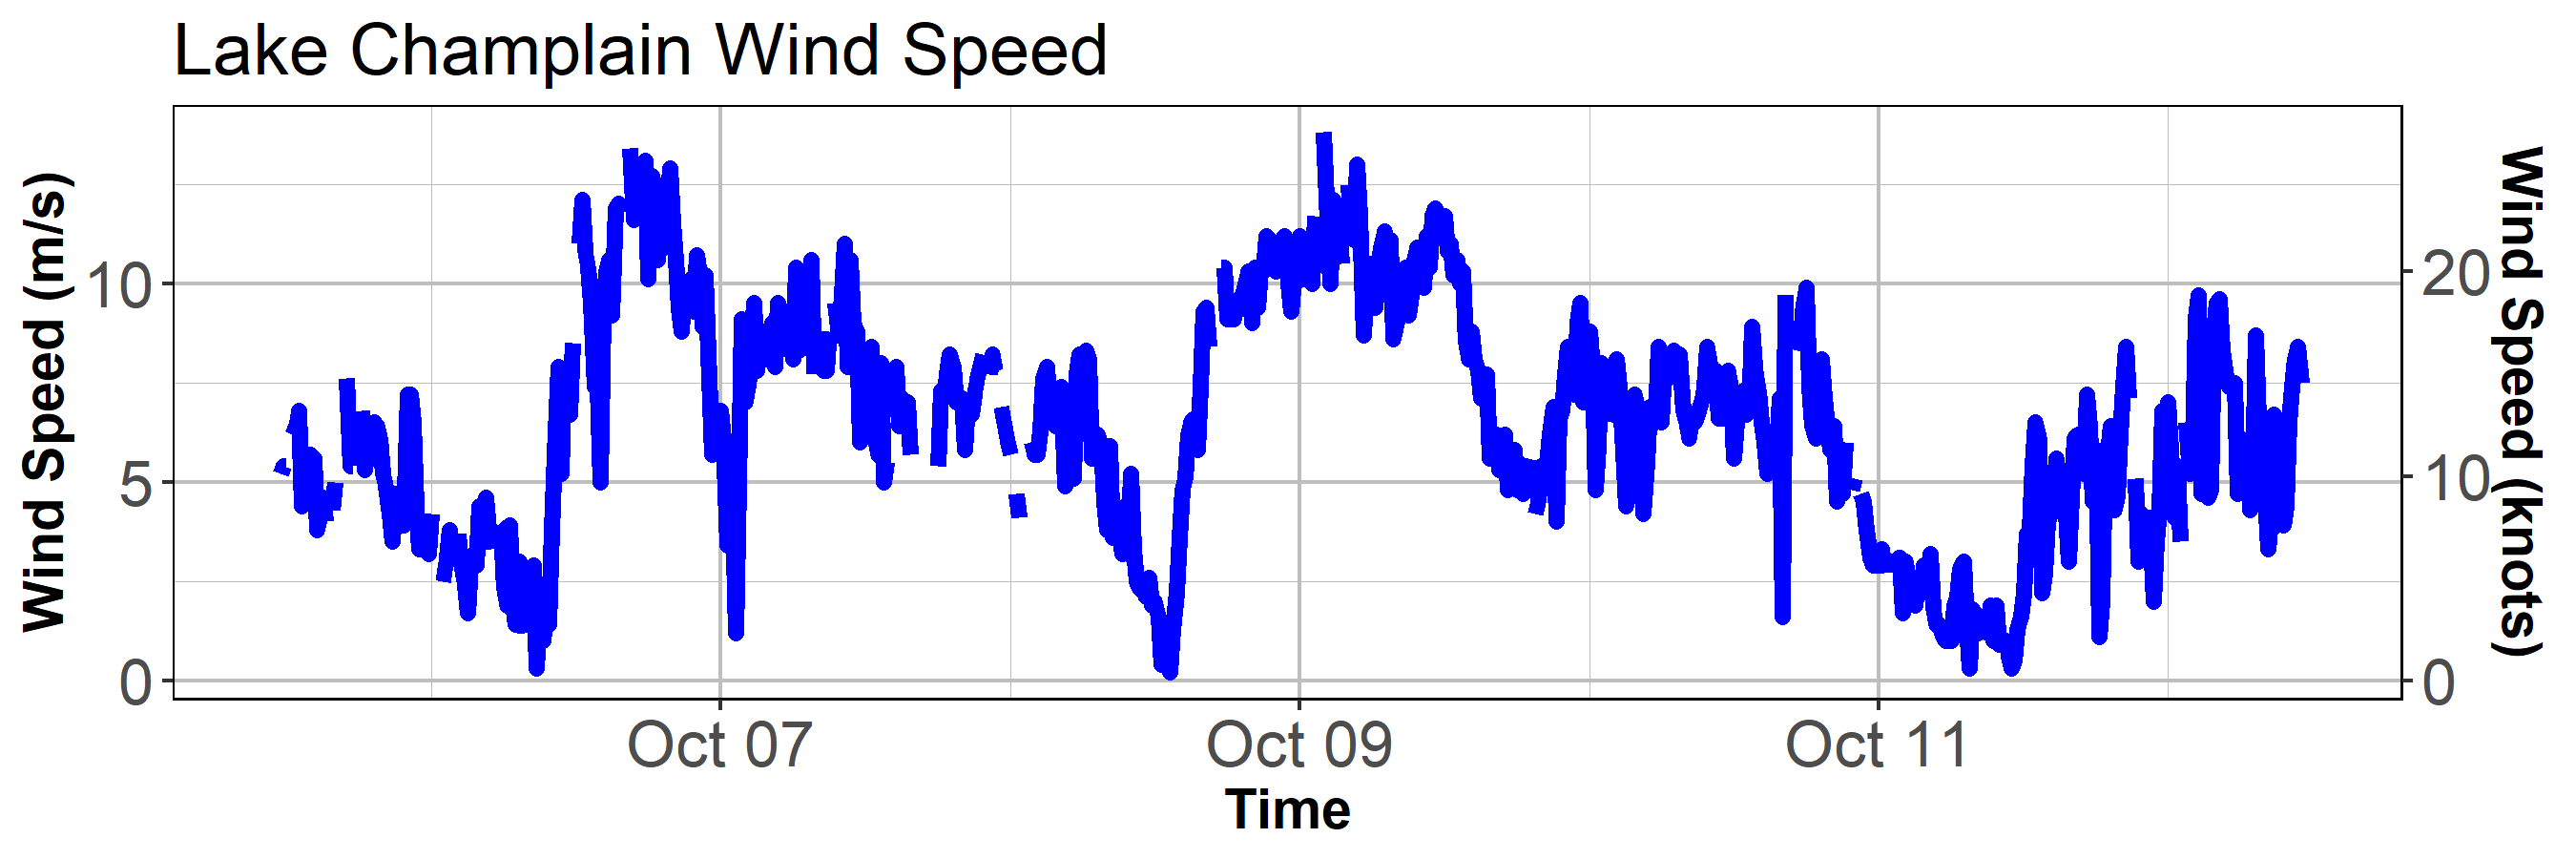 Lake Champlain Wind Speed
Wind Speed (m/s)
10
5
0
20
10
0
Wind Speed (knots)
Oct 07
Oct 09
Oct 11
Time